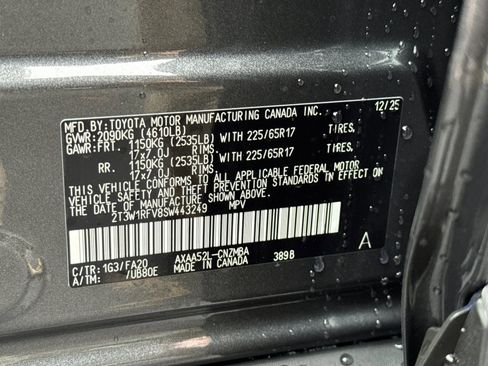 MFD.BY:TOYOTA MOTOR MANUFACTURING CANADA INC. 12/25
GVWR:2090KG (4610LB)
GAWR:FRT. 1150KG (2535LB) WITH 225/65R17 TIRES,
17x7.0J RIMS,
RR. 1150KG (2535LB) WITH 225/65R17 TIRES,
17x7.0J RIMS,
THIS VEHICLE CONFORMS TO ALL APPLICABLE FEDERAL MOTOR
VEHICLE SAFETY AND BUMPER STANDARDS IN EFFECT ON
THE DATE OF MANUFACTURE SHOWN ABOVE.
2T3W1RFV8SW443249 MPV
A
C/TR:1G3/FA20 AXAA52L-CNZMBA 389B
A/TM: /UB80E MADE IN CANADA